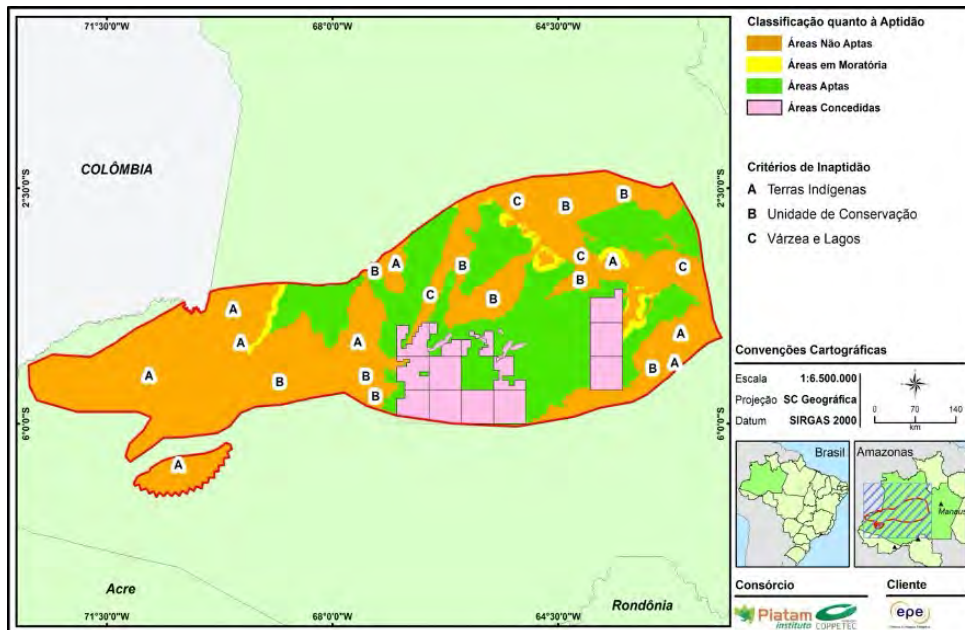 71°30'0"W
68°0'0"W
64°30'0"W
COLÔMBIA
2°30'0"S
2°30'0"S
6°0'0"S
6°0'0"S
C
B
B
A
B
B
C
A
B
C
B
C
B
A
A
A
A
B
A
B
B
A
B
A
A
Acre
Rondônia
71°30'0"W
68°0'0"W
64°30'0"W
Classificação quanto à Aptidão
Áreas Não Aptas
Áreas em Moratória
Áreas Aptas
Áreas Concedidas
Critérios de Inaptidão
A Terras Indígenas
B Unidade de Conservação
C Várzea e Lagos
Convenções Cartográficas
Escala 1:6.500.000
Projeção SC Geográfica
Datum SIRGAS 2000
0 70 140
km
Brasil
Amazonas
Manaus
Consórcio
Cliente
Piatam
instituto
COPPETEC
epe